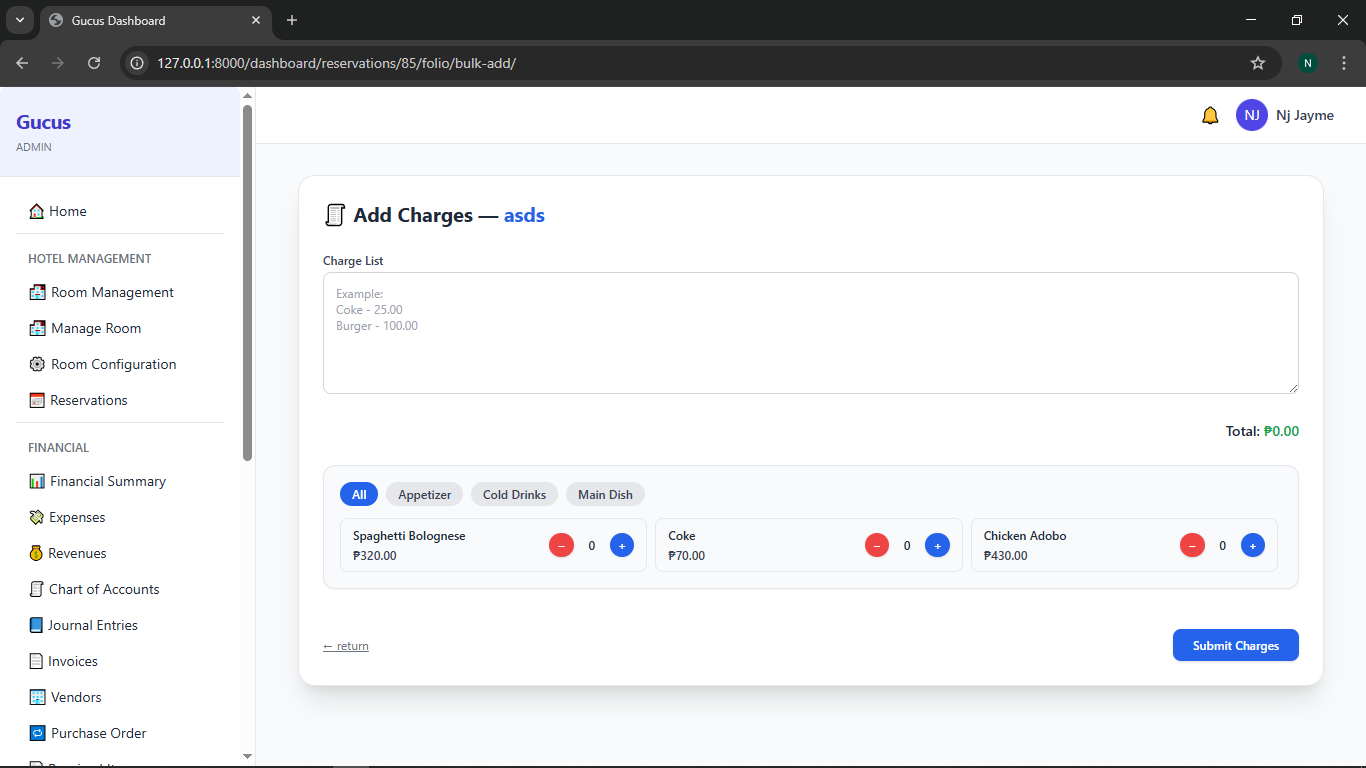 Gucus Dashboard
127.0.0.1:8000/dashboard/reservations/85/folio/bulk-add/
N
Gucus
ADMIN
NJ
Nj Jayme
Home
HOTEL MANAGEMENT
Room Management
Manage Room
Room Configuration
Reservations
FINANCIAL
Financial Summary
Expenses
Revenues
Chart of Accounts
Journal Entries
Invoices
Vendors
Purchase Order
Add Charges — asds
Charge List
Example:
Coke - 25.00
Burger - 100.00
Total: ₱0.00
All
Appetizer
Cold Drinks
Main Dish
Spaghetti Bolognese
₱320.00
− 0 +
Coke
₱70.00
− 0 +
Chicken Adobo
₱430.00
− 0 +
← return
Submit Charges